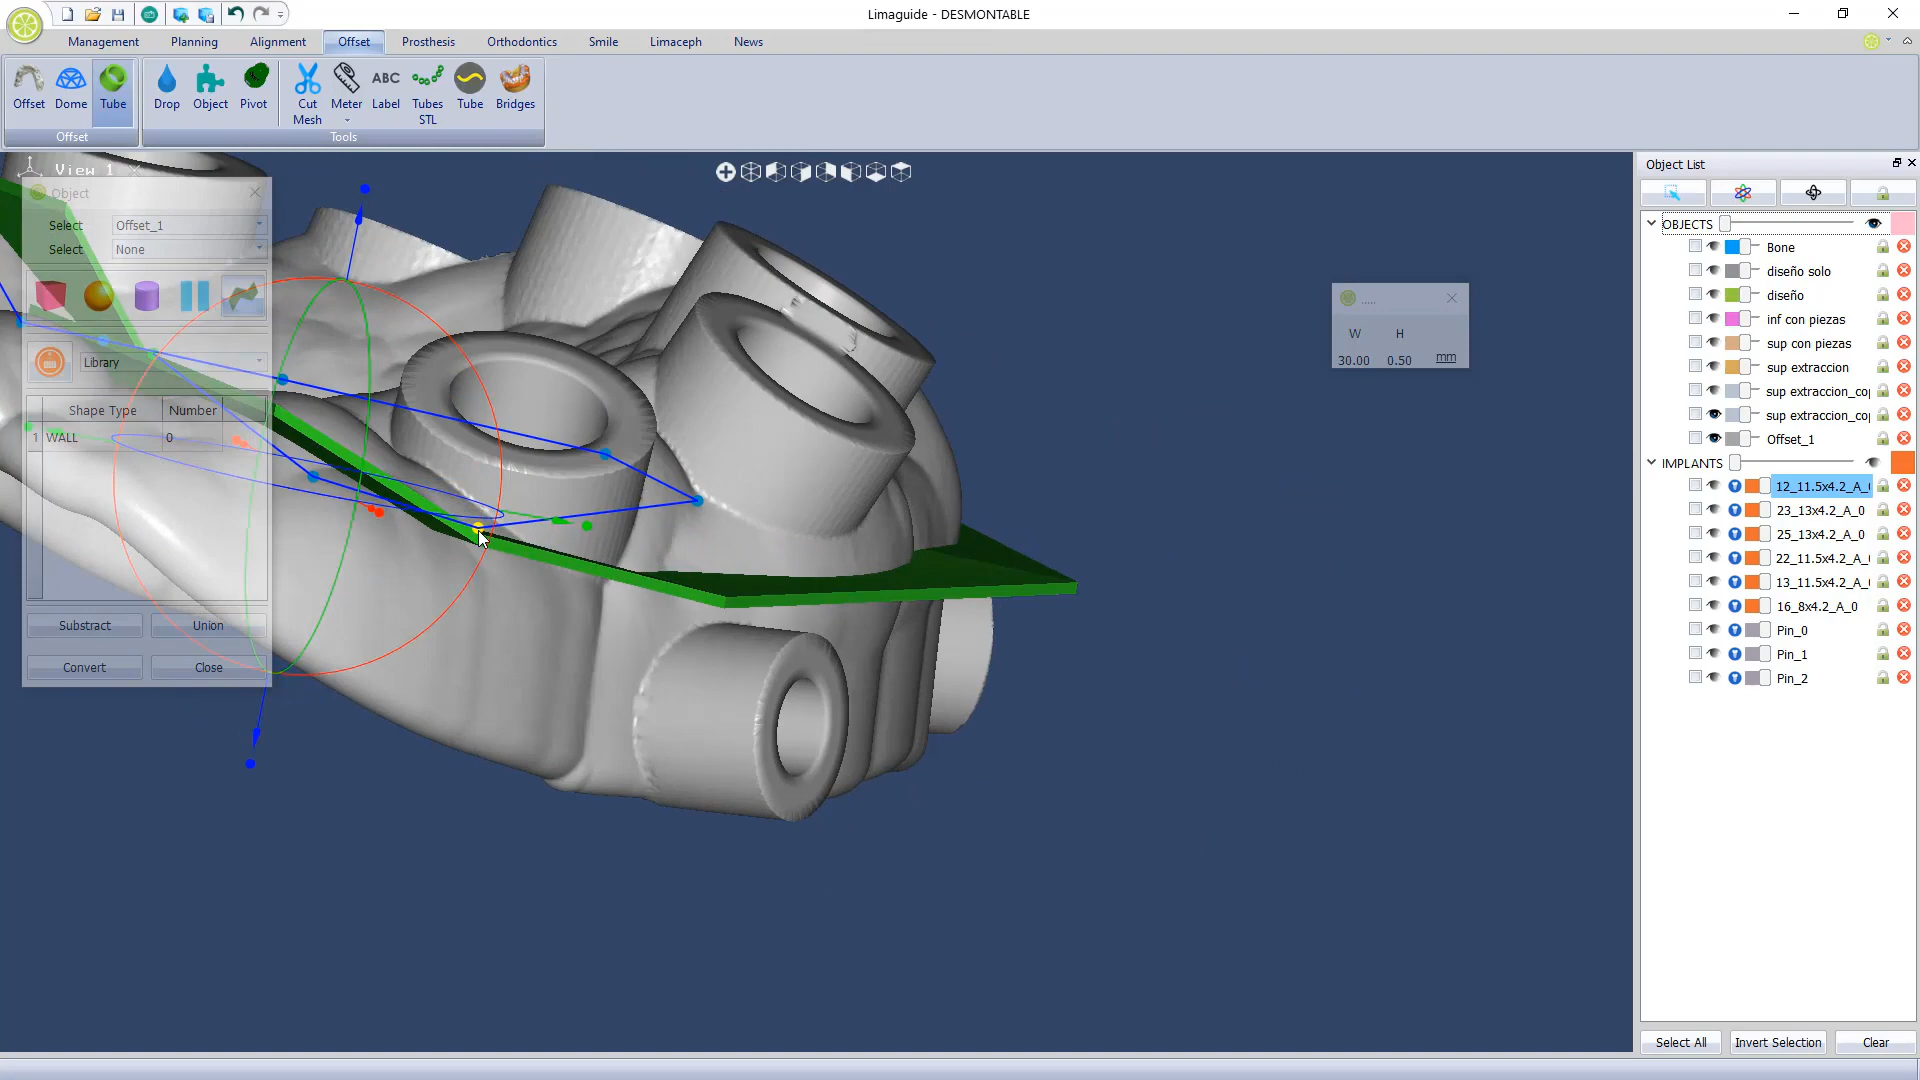 Limaguide - DESMONTABLE
Management Planning Alignment Offset Prosthesis Orthodontics Smile Limaceph News
Offset Dome Tube Drop Object Pivot Cut Mesh Meter ABC Label Tubes STL Tube Bridges
Offset Tools
View 1
Object
Select Offset_1
Select None
Library
Shape Type Number
1 WALL 0
Substract Union
Convert Close
.....
W H
30.00 0.50 mm
Object List
OBJECTS
Bone
diseño solo
diseño
inf con piezas
sup con piezas
sup extraccion
sup extraccion_co
sup extraccion_co
Offset_1
IMPLANTS
12_11.5x4.2_A_
23_13x4.2_A_0
25_13x4.2_A_0
22_11.5x4.2_A_
13_11.5x4.2_A_
16_8x4.2_A_0
Pin_0
Pin_1
Pin_2
Select All Invert Selection Clear